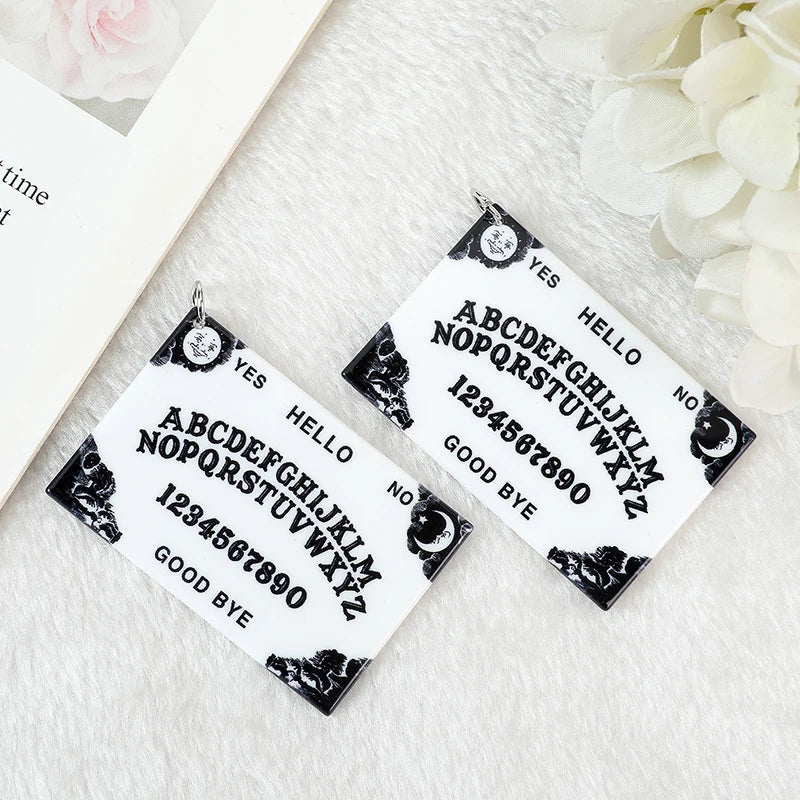 time
YES
HELLO
NO
ABCDEFGHIJKLM
NOPQRSTUVWXYZ
1234567890
GOOD BYE
YES
HELLO
NO
ABCDEFGHIJKLM
NOPQRSTUVWXYZ
1234567890
GOOD BYE